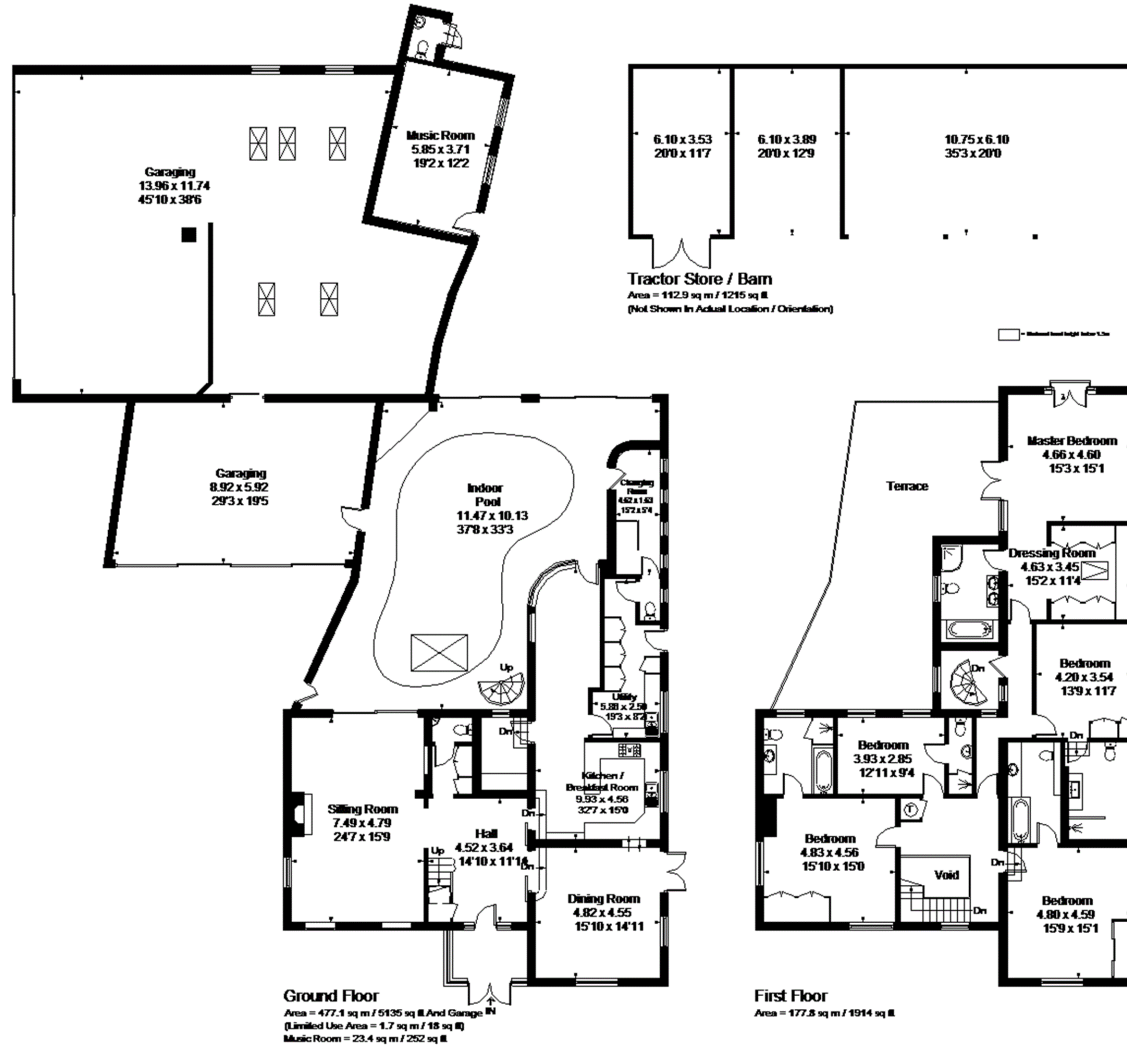 Music Room
5.85 x 3.71
19'2 x 12'2
Garaging
13.96 x 11.74
45'10 x 38'6
6.10 x 3.53
20'0 x 11'7
6.10 x 3.89
20'0 x 12'9
10.75 x 6.10
35'3 x 20'0
Tractor Store / Barn
Area = 112.9 sq m / 1215 sq ft
(Not Shown In Actual Location / Orientation)
Garaging
8.92 x 5.92
29'3 x 19'5
Indoor
Pool
11.47 x 10.13
37'8 x 33'3
Changing
Room
4.62 x 1.63
15'2 x 5'4
Up
Utility
5.88 x 2.50
19'3 x 8'2
Dn
Kitchen /
Breakfast Room
9.93 x 4.56
32'7 x 15'0
Sitting Room
7.49 x 4.79
24'7 x 15'9
Hall
4.52 x 3.64
14'10 x 11'11
Up
Dn
Dn
Dining Room
4.82 x 4.55
15'10 x 14'11
IN
Ground Floor
Area = 477.1 sq m / 5135 sq ft And Garage
(Limited Use Area = 1.7 sq m / 18 sq ft)
Music Room = 23.4 sq m / 252 sq ft
Terrace
Master Bedroom
4.66 x 4.60
15'3 x 15'1
Dressing Room
4.63 x 3.45
15'2 x 11'4
Dn
Bedroom
4.20 x 3.54
13'9 x 11'7
Dn
Bedroom
3.93 x 2.85
12'11 x 9'4
T
Bedroom
4.83 x 4.56
15'10 x 15'0
Void
Dn
Dn
Bedroom
4.80 x 4.59
15'9 x 15'1
First Floor
Area = 177.8 sq m / 1914 sq ft